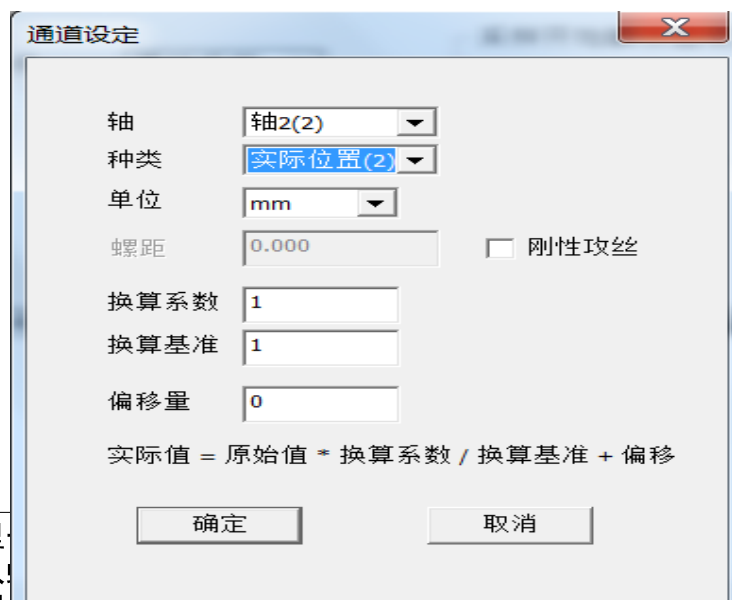 通道设定
轴 轴2(2)
种类 实际位置(2)
单位 mm
螺距 0.000 刚性攻丝
换算系数 1
换算基准 1
偏移量 0
实际值 = 原始值 * 换算系数 / 换算基准 + 偏移
确定 取消